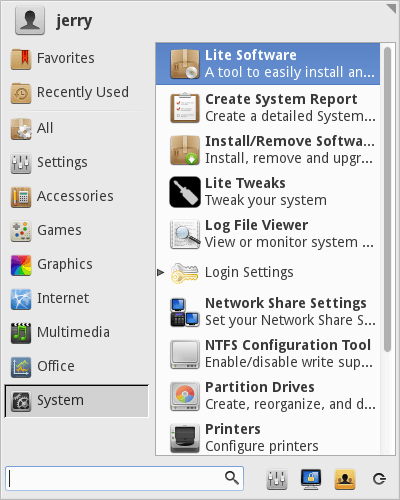 jerry
Favorites
Recently Used
All
Settings
Accessories
Games
Graphics
Internet
Multimedia
Office
System
Lite Software
A tool to easily install an...
Create System Report
Create a detailed System...
Install/Remove Softwa...
Install, remove and upgr...
Lite Tweaks
Tweak your system
Log File Viewer
View or monitor system ...
Login Settings
Network Share Settings
Set your Network Share S...
NTFS Configuration Tool
Enable/disable write sup...
Partition Drives
Create, reorganize, and d...
Printers
Configure printers